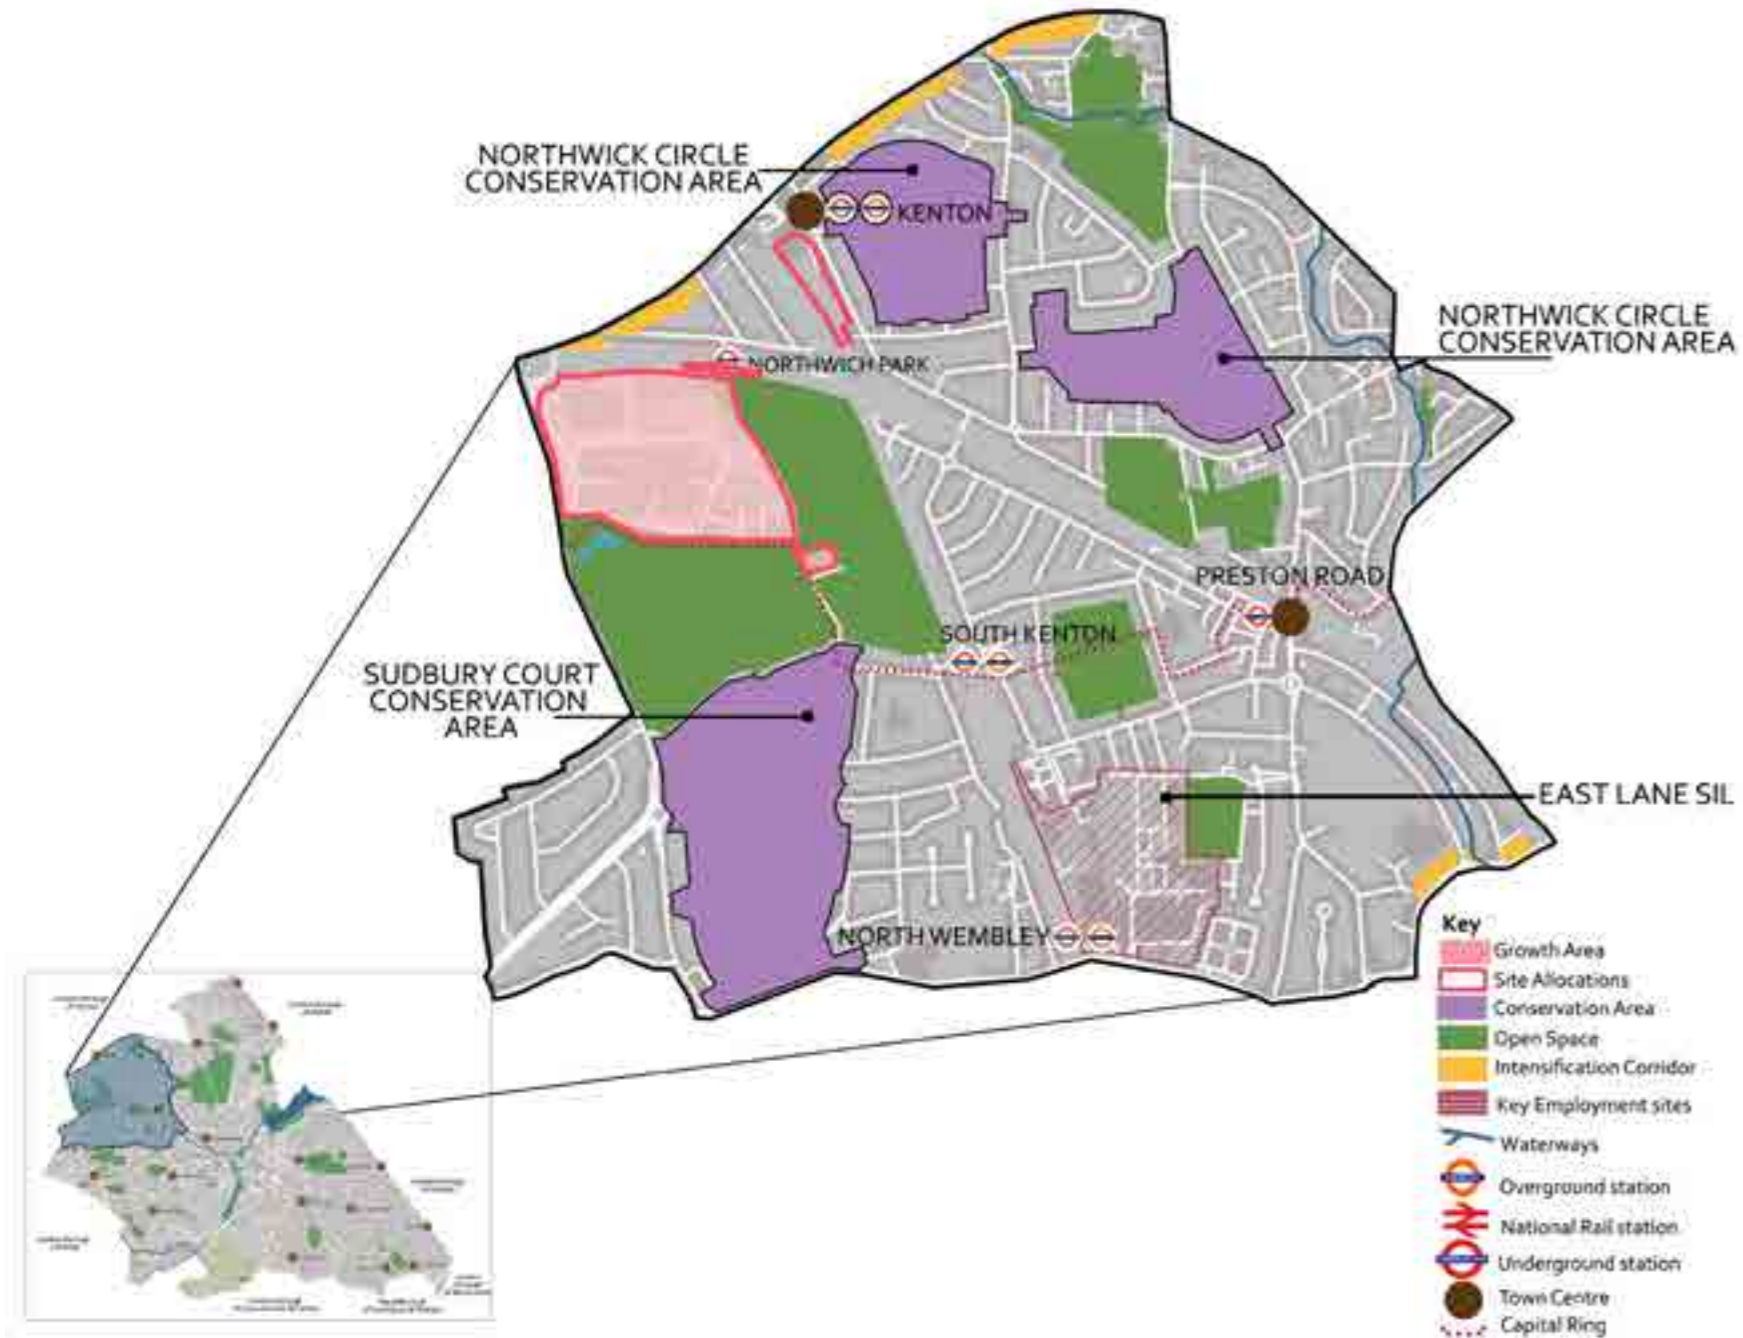 NORTHWICK CIRCLE
CONSERVATION AREA
KENTON
NORTHWICK CIRCLE
CONSERVATION AREA
NORTHWICH PARK
PRESTON ROAD
SOUTH KENTON
SUDBURY COURT
CONSERVATION
AREA
EAST LANE SIL
NORTH WEMBLEY
Key
Growth Area
Site Allocations
Conservation Area
Open Space
Intensification Corridor
Key Employment sites
Waterways
Overground station
National Rail station
Underground station
Town Centre
Capital Ring